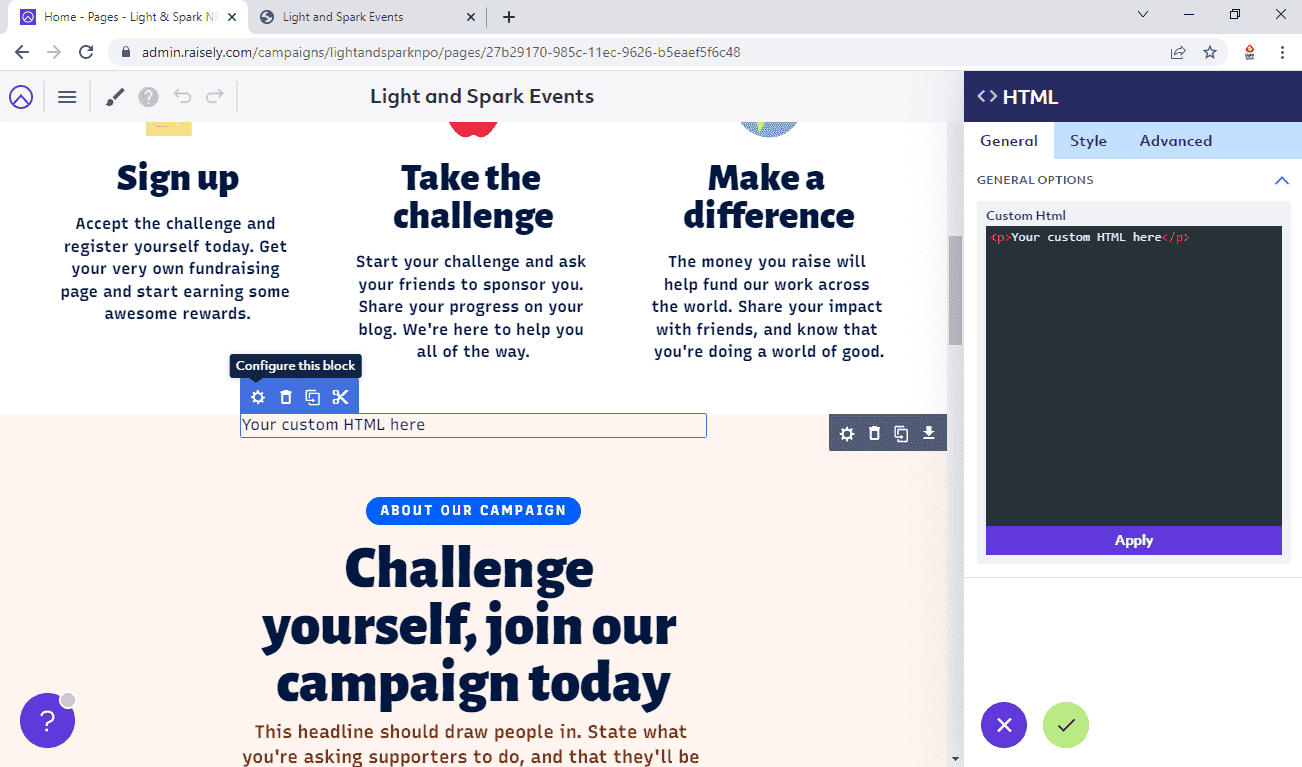 Home - Pages - Light & Spark NP
Light and Spark Events
admin.raisely.com/campaigns/lightandsparknpo/pages/27b29170-985c-11ec-9626-b5eaef5f6c48
Light and Spark Events
<> HTML
General
Style
Advanced
GENERAL OPTIONS
Custom Html
<p>Your custom HTML here</p>
Apply
Sign up
Accept the challenge and
register yourself today. Get
your very own fundraising
page and start earning some
awesome rewards.
Take the
challenge
Start your challenge and ask
your friends to sponsor you.
Share your progress on your
blog. We're here to help you
all of the way.
Make a
difference
The money you raise will
help fund our work across
the world. Share your impact
with friends, and know that
you're doing a world of good.
Configure this block
Your custom HTML here
ABOUT OUR CAMPAIGN
Challenge
yourself, join our
campaign today
This headline should draw people in. State what
you're asking supporters to do, and that they'll be
?